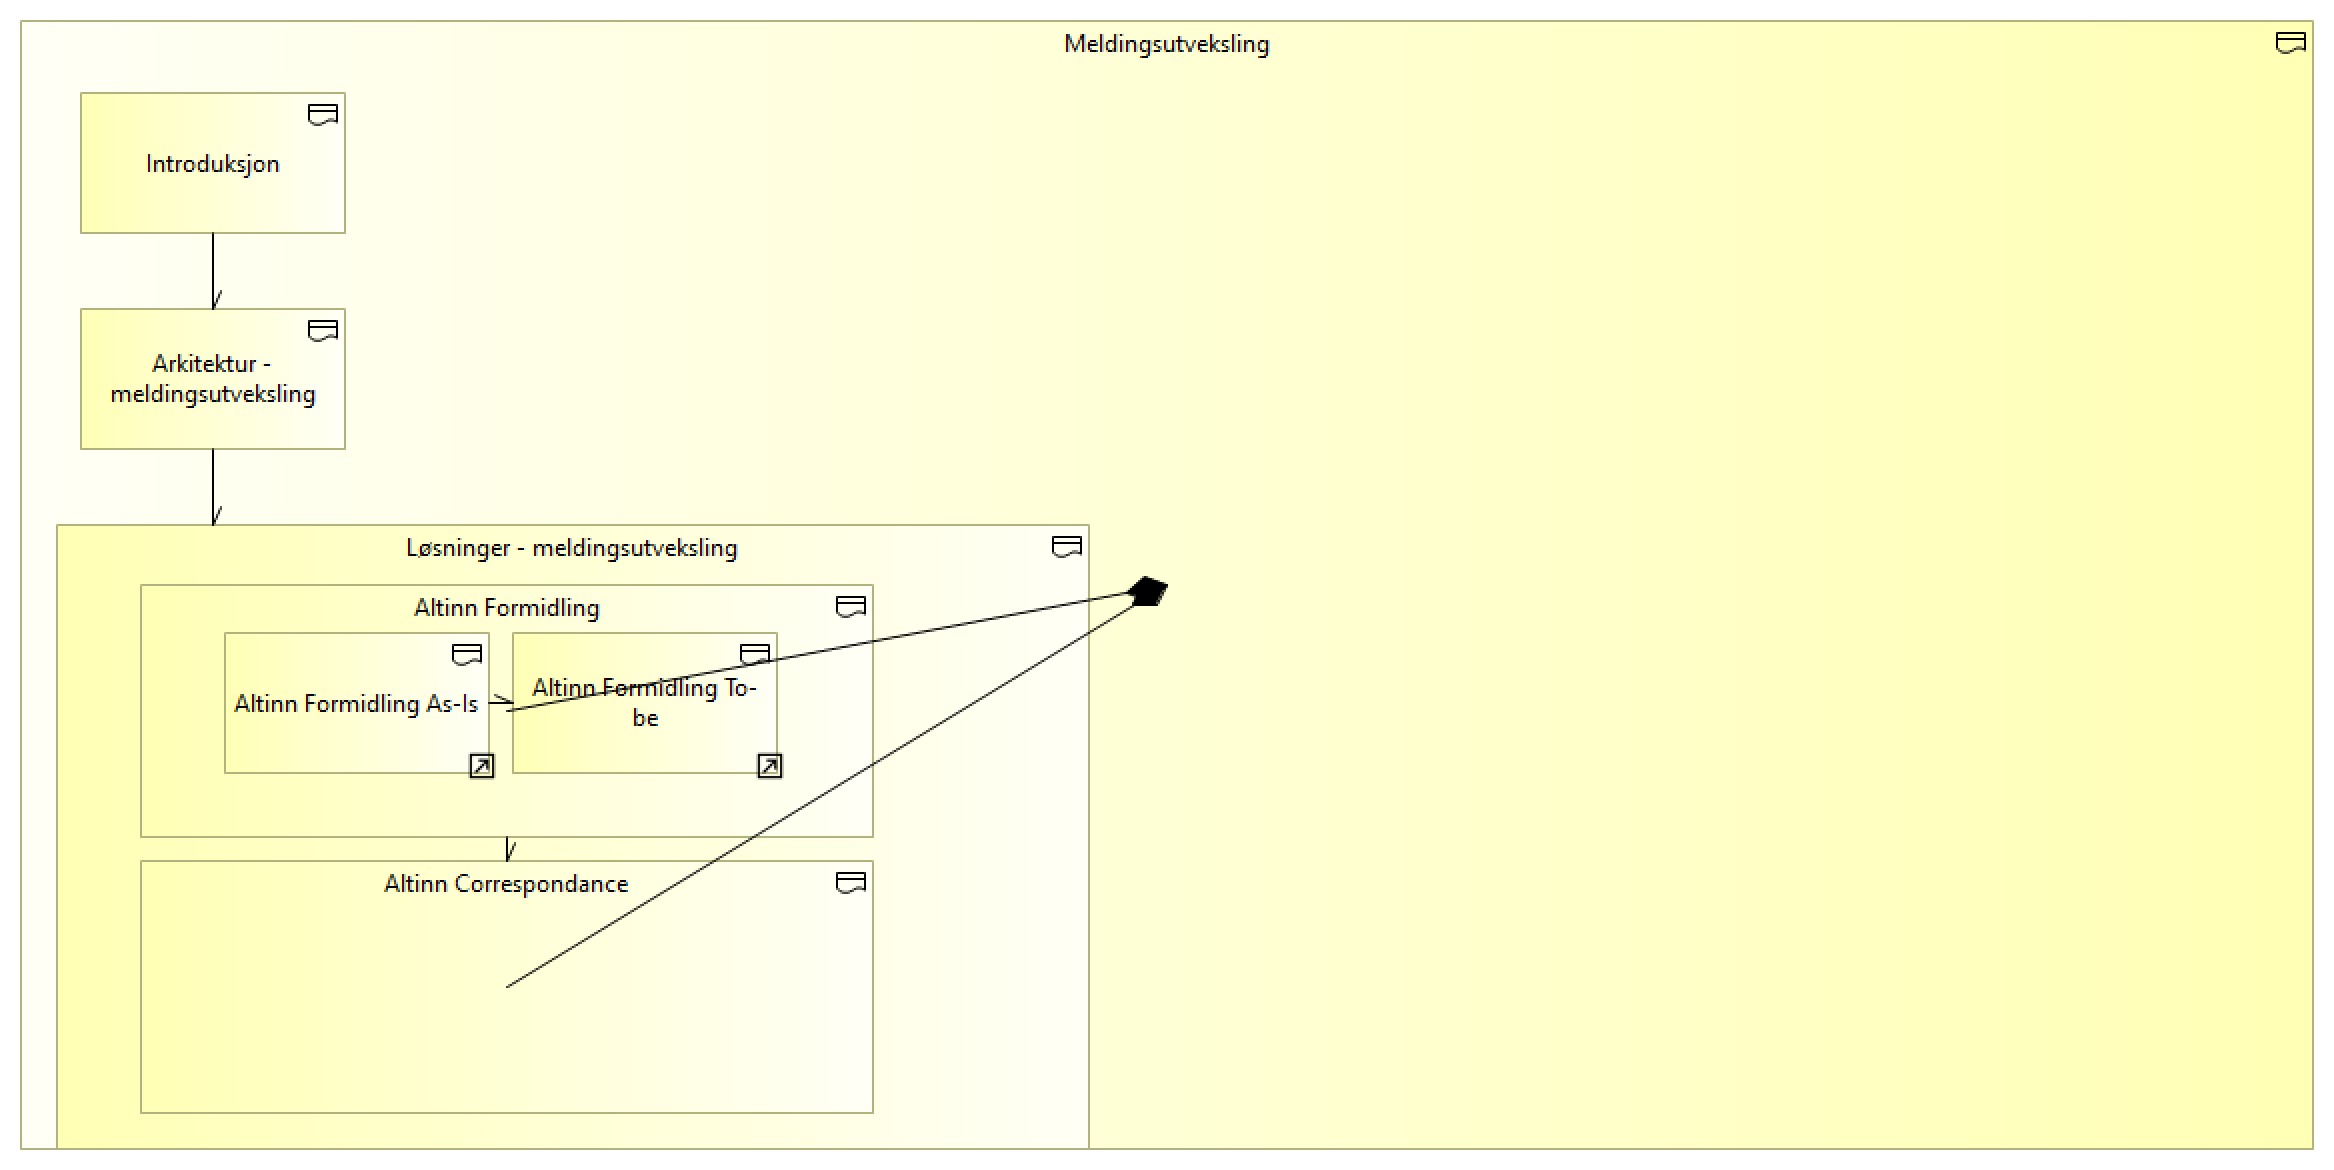 Meldingsutveksling
Introduksjon
Arkitektur -
meldingsutveksling
Løsninger - meldingsutveksling
Altinn Formidling
Altinn Formidling As-Is
Altinn Formidling To-
be
Altinn Correspondance